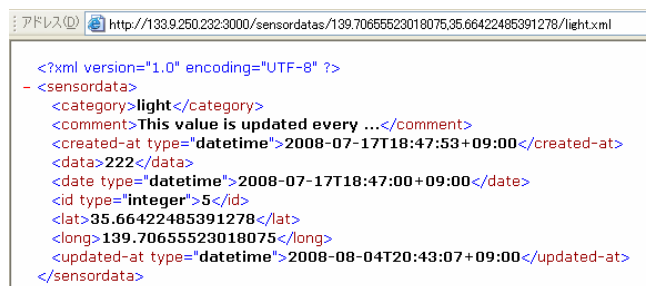 アドレス(D) http://133.9.250.232:3000/sensordatas/139.70655523018075,35.66422485391278/light.xml
<?xml version="1.0" encoding="UTF-8" ?>
- <sensordata>
<category>light</category>
<comment>This value is updated every ...</comment>
<created-at type="datetime">2008-07-17T18:47:53+09:00</created-at>
<data>222</data>
<date type="datetime">2008-07-17T18:47:00+09:00</date>
<id type="integer">5</id>
<lat>35.66422485391278</lat>
<long>139.70655523018075</long>
<updated-at type="datetime">2008-08-04T20:43:07+09:00</updated-at>
</sensordata>